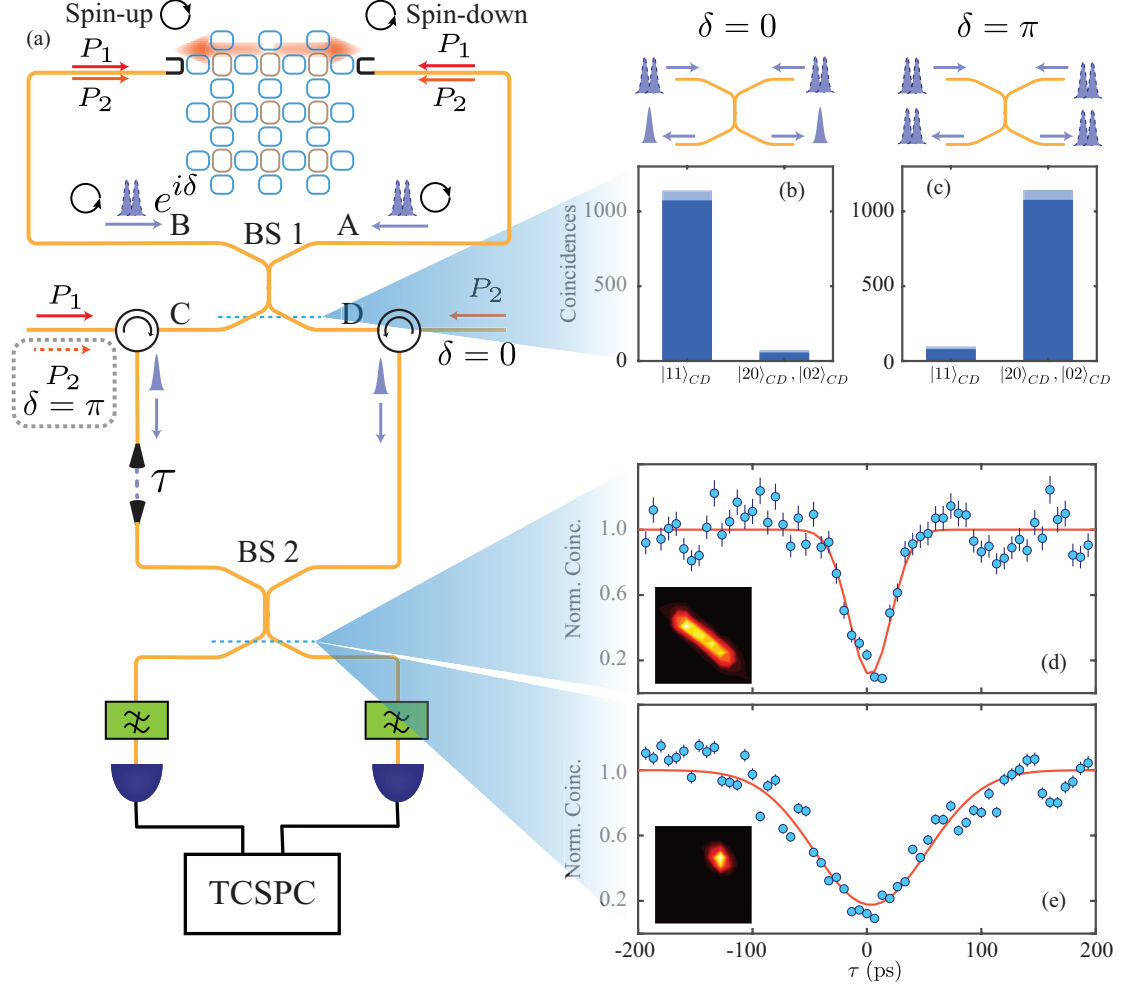 Spin-up
Spin-down
(a)
P₁
P₂
P₁
P₂
e^{iδ}
B
A
BS 1
P₁
C
D
P₂
δ = 0
P₂
δ = π
τ
BS 2
TCSPC
δ = 0
δ = π
(b)
(c)
Coincidences
1000
500
0
|11⟩_{CD}
|20⟩_{CD}, |02⟩_{CD}
1000
500
0
|11⟩_{CD}
|20⟩_{CD}, |02⟩_{CD}
Norm. Coinc.
1.0
0.6
0.2
(d)
Norm. Coinc.
1.0
0.6
0.2
(e)
-200
-100
0
100
200
τ (ps)